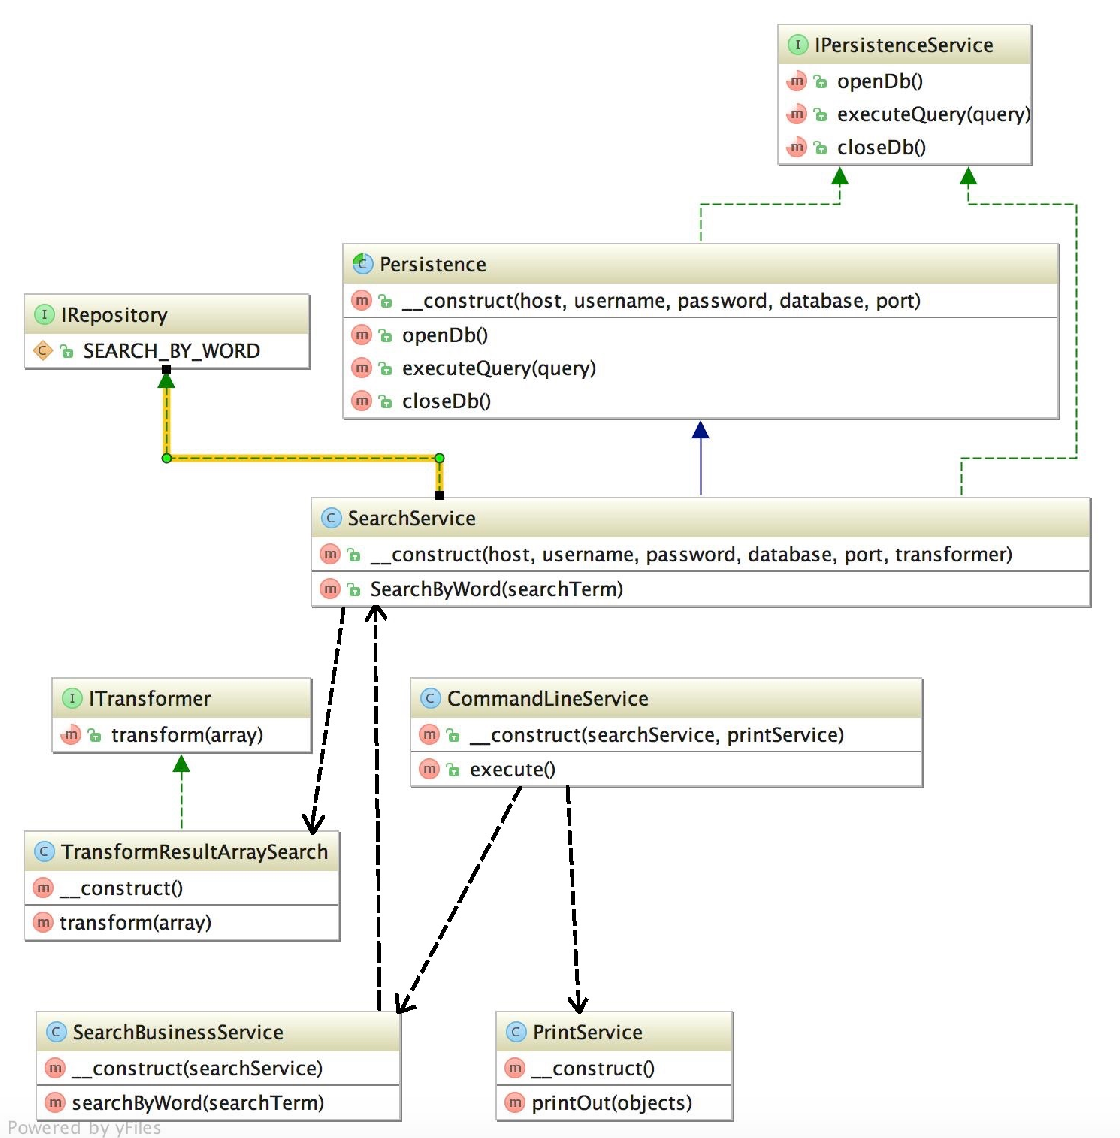 IPersistenceService
openDb()
executeQuery(query)
closeDb()
Persistence
__construct(host, username, password, database, port)
openDb()
executeQuery(query)
closeDb()
IRepository
SEARCH_BY_WORD
SearchService
__construct(host, username, password, database, port, transformer)
SearchByWord(searchTerm)
ITransformer
transform(array)
CommandLineService
__construct(searchService, printService)
execute()
TransformResultArraySearch
__construct()
transform(array)
SearchBusinessService
__construct(searchService)
searchByWord(searchTerm)
PrintService
__construct()
printOut(objects)
Powered by yFiles